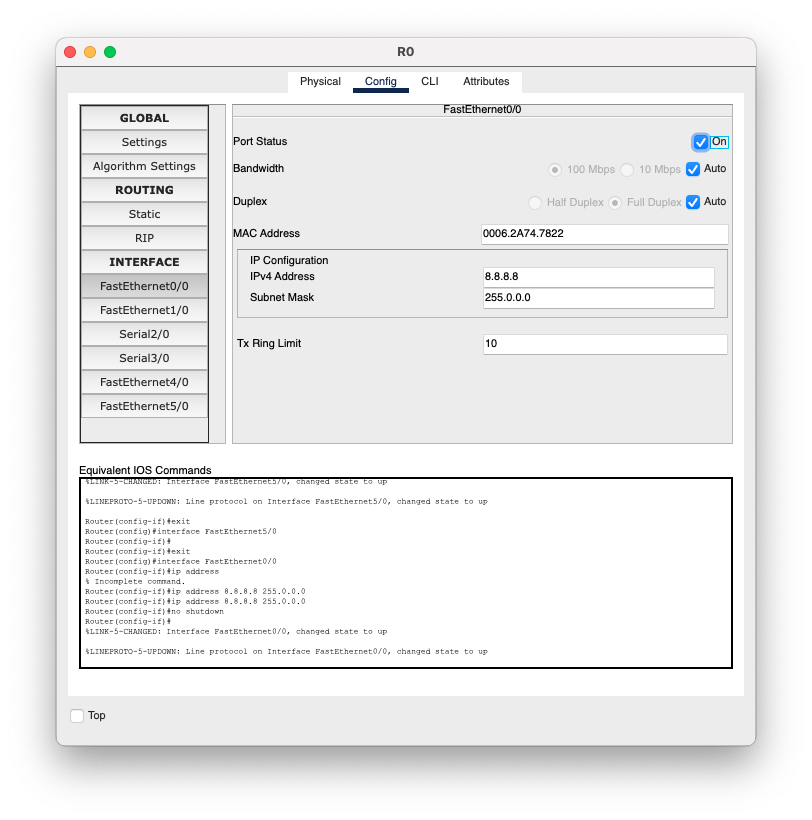 R0
Physical Config CLI Attributes
GLOBAL
Settings
Algorithm Settings
ROUTING
Static
RIP
INTERFACE
FastEthernet0/0
FastEthernet1/0
Serial2/0
Serial3/0
FastEthernet4/0
FastEthernet5/0
FastEthernet0/0
Port Status On
Bandwidth 100 Mbps 10 Mbps Auto
Duplex Half Duplex Full Duplex Auto
MAC Address 0006.2A74.7822
IP Configuration
IPv4 Address 8.8.8.8
Subnet Mask 255.0.0.0
Tx Ring Limit 10
Equivalent IOS Commands
%LINK-5-CHANGED: Interface FastEthernet5/0, changed state to up
%LINEPROTO-5-UPDOWN: Line protocol on Interface FastEthernet5/0, changed state to up
Router(config-if)#exit
Router(config)#interface FastEthernet5/0
Router(config-if)#
Router(config-if)#exit
Router(config)#interface FastEthernet0/0
Router(config-if)#ip address
% Incomplete command.
Router(config-if)#ip address 8.8.8.8 255.0.0.0
Router(config-if)#ip address 8.8.8.8 255.0.0.0
Router(config-if)#no shutdown
Router(config-if)#
%LINK-5-CHANGED: Interface FastEthernet0/0, changed state to up
%LINEPROTO-5-UPDOWN: Line protocol on Interface FastEthernet0/0, changed state to up
Top